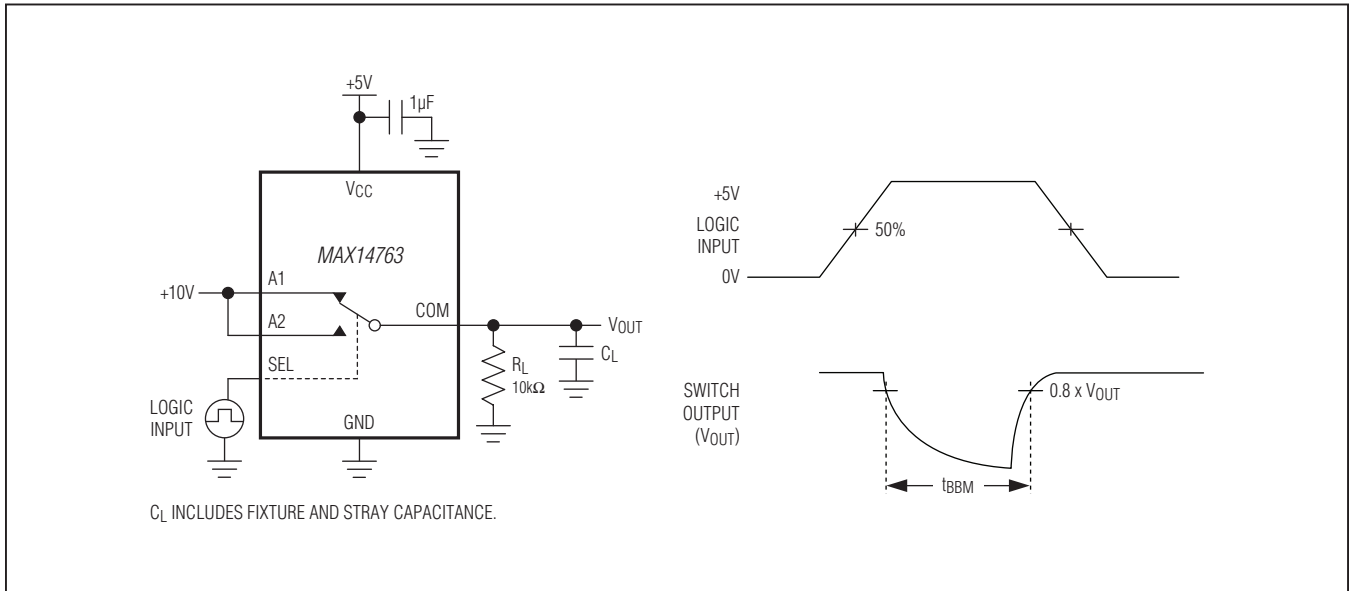 +5V
1µF
VCC
MAX14763
+10V
A1
A2
COM
VOUT
SEL
RL
10kΩ
CL
LOGIC
INPUT
GND
CL INCLUDES FIXTURE AND STRAY CAPACITANCE.
+5V
LOGIC
INPUT
50%
0V
SWITCH
OUTPUT
(VOUT)
0.8 x VOUT
tBBM